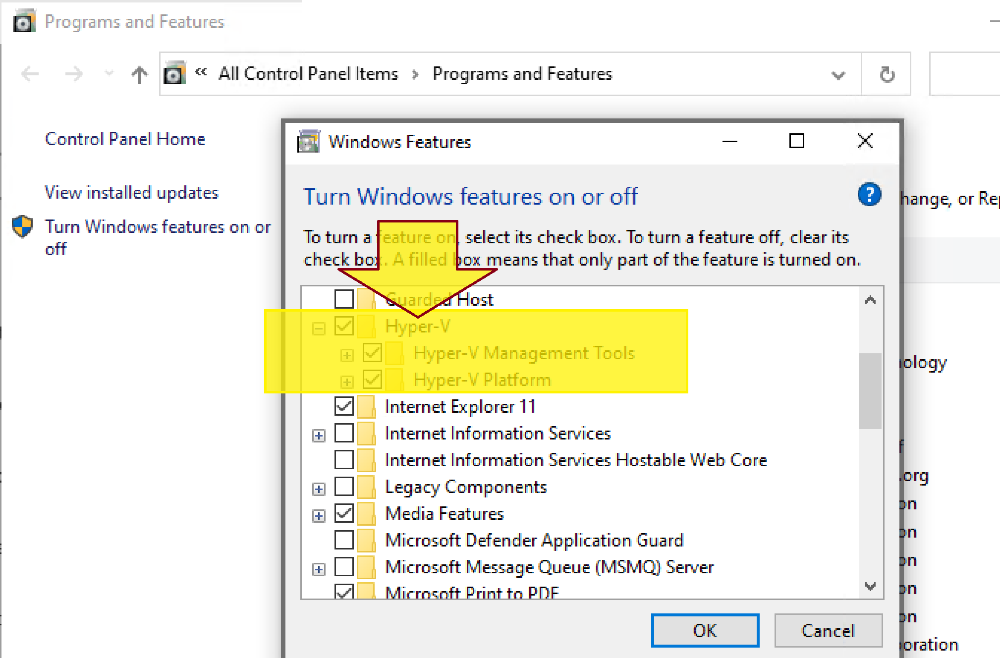 Programs and Features
« All Control Panel Items › Programs and Features
Control Panel Home
View installed updates
Turn Windows features on or
off
Windows Features
Turn Windows features on or off
To turn a feature on, select its check box. To turn a feature off, clear its
check box. A filled box means that only part of the feature is turned on.
Guarded Host
Hyper-V
Hyper-V Management Tools
Hyper-V Platform
Internet Explorer 11
Internet Information Services
Internet Information Services Hostable Web Core
Legacy Components
Media Features
Microsoft Defender Application Guard
Microsoft Message Queue (MSMQ) Server
Microsoft Print to PDF
OK
Cancel
hange, or Rep
ology
f
.org
on
on
on
on
on
oration